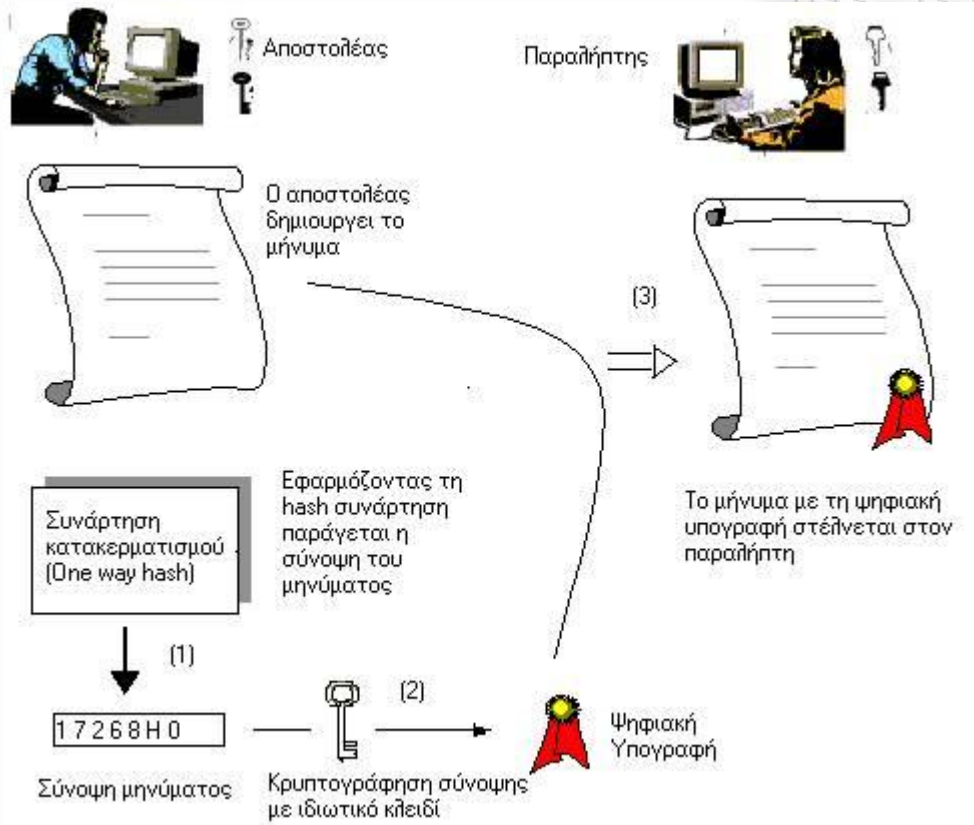 Αποστολέας
Παραλήπτης
Ο αποστολέας
δημιουργει το
μήνυμα
(3)
Συνάρτηση
κατακερματισμού
(One way hash)
Εφαρμόζοντας τη
hash συνάρτηση
παράγεται η
σύνοψη του
μηνύματος
Το μήνυμα με τη ψηφιακή
υπογραφή στέλνεται στον
παραλήπτη
(1)
(2)
17268H0
Ψηφιακή
Υπογραφή
Σύνοψη μηνύματος
Κρυπτογράφηση σύνοψης
με ιδιωτικό κλειδί